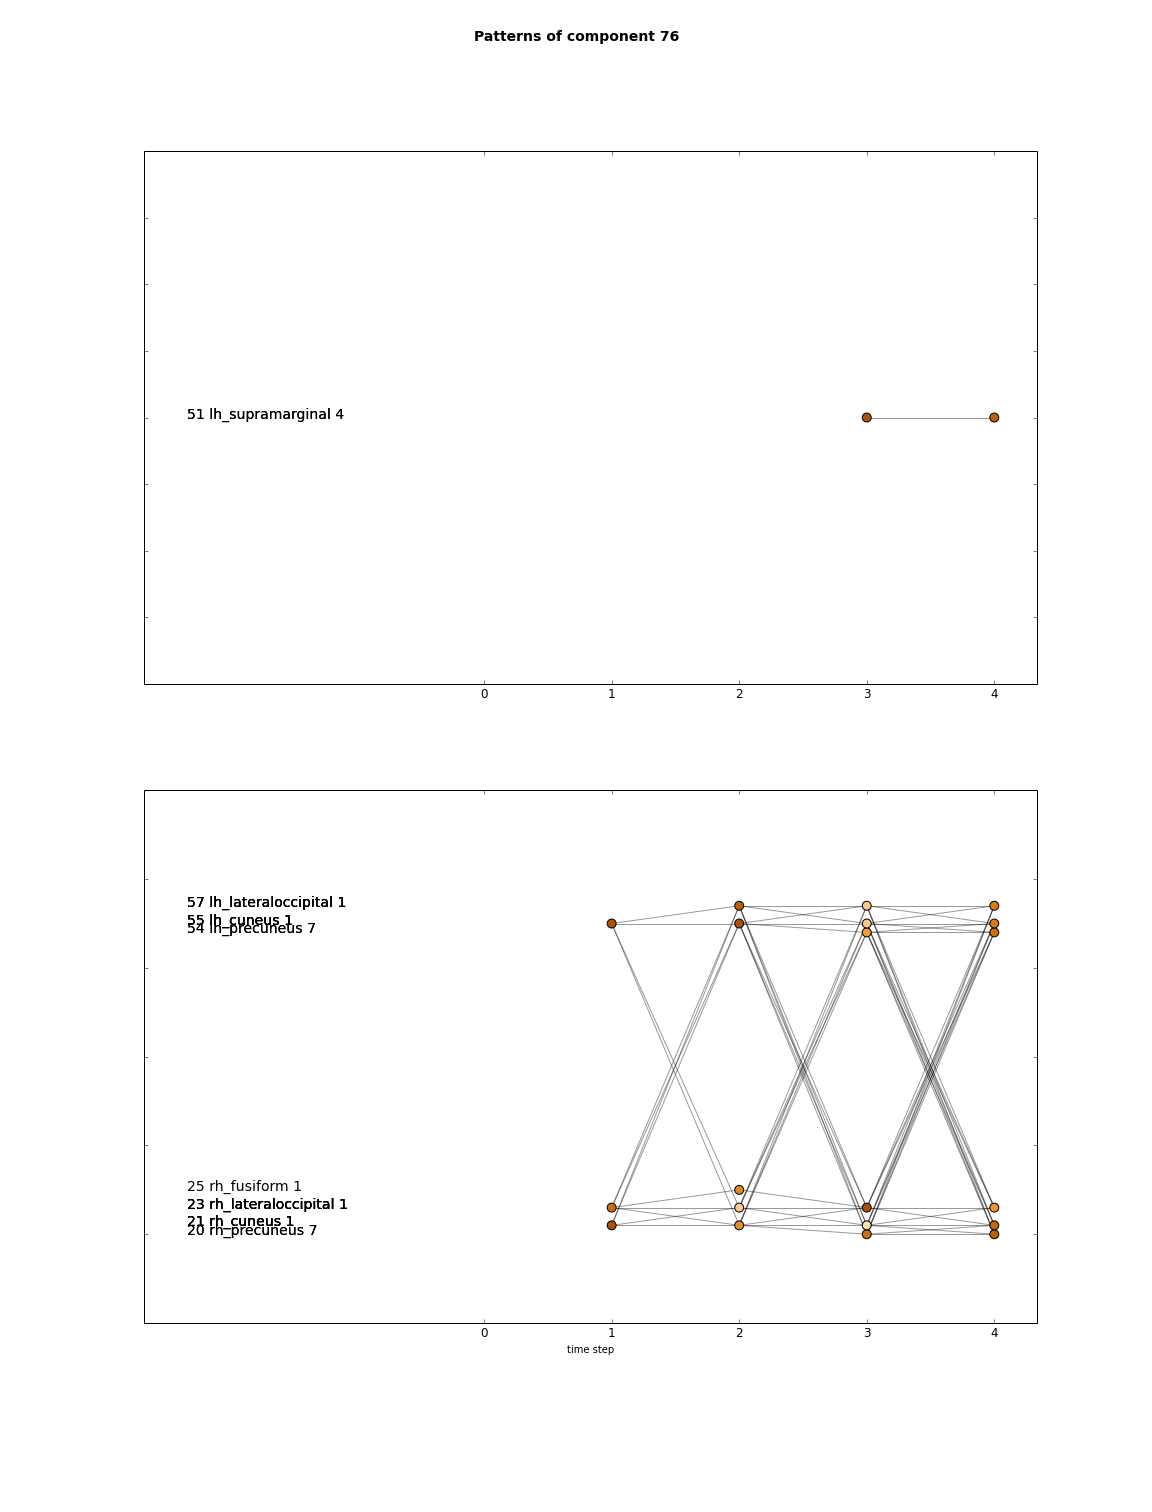 Patterns of component 76
51 lh_supramarginal 4
0 1 2 3 4
57 lh_lateraloccipital 1
55 lh_cuneus 1
54 lh_precuneus 7
25 rh_fusiform 1
23 rh_lateraloccipital 1
21 rh_cuneus 1
20 rh_precuneus 7
0 1 2 3 4
time step